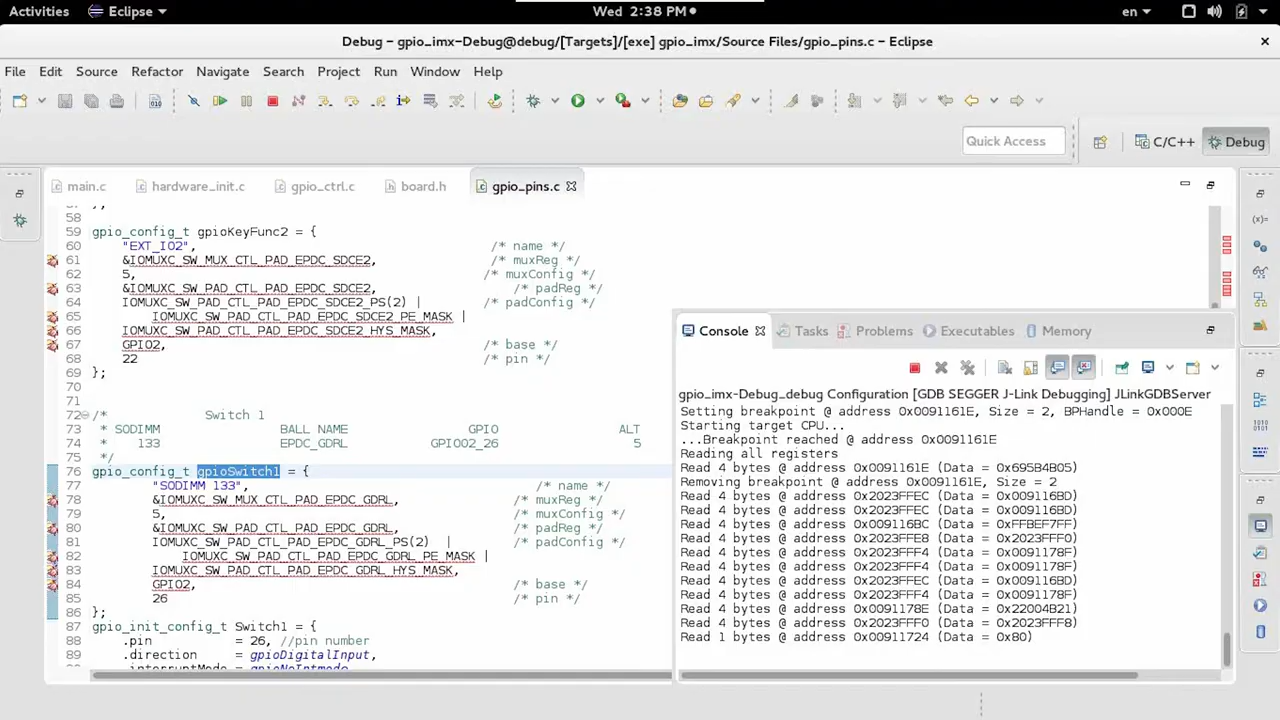 Activities Eclipse Wed 2:38 PM en
Debug – gpio_imx-Debug@debug/[Targets]/[exe] gpio_imx/Source Files/gpio_pins.c – Eclipse
File Edit Source Refactor Navigate Search Project Run Window Help
Quick Access C/C++ Debug
main.c hardware_init.c gpio_ctrl.c board.h gpio_pins.c
58
59 gpio_config_t gpioKeyFunc2 = {
60 "EXT_IO2", /* name */
61 &IOMUXC_SW_MUX_CTL_PAD_EPDC_SDCE2, /* muxReg */
62 5, /* muxConfig */
63 &IOMUXC_SW_PAD_CTL_PAD_EPDC_SDCE2, /* padReg */
64 IOMUXC_SW_PAD_CTL_PAD_EPDC_SDCE2_PS(2) | /* padConfig */
65 IOMUXC_SW_PAD_CTL_PAD_EPDC_SDCE2_PE_MASK |
66 IOMUXC_SW_PAD_CTL_PAD_EPDC_SDCE2_HYS_MASK,
67 GPIO2, /* base */
68 22 /* pin */
69 };
70
71
72 /* Switch 1
73 * SODIMM BALL NAME GPIO ALT
74 * 133 EPDC_GDRL GPIO02_26 5
75 */
76 gpio_config_t gpioSwitch1 = {
77 "SODIMM 133", /* name */
78 &IOMUXC_SW_MUX_CTL_PAD_EPDC_GDRL, /* muxReg */
79 5, /* muxConfig */
80 &IOMUXC_SW_PAD_CTL_PAD_EPDC_GDRL, /* padReg */
81 IOMUXC_SW_PAD_CTL_PAD_EPDC_GDRL_PS(2) | /* padConfig */
82 IOMUXC_SW_PAD_CTL_PAD_EPDC_GDRL_PE_MASK |
83 IOMUXC_SW_PAD_CTL_PAD_EPDC_GDRL_HYS_MASK,
84 GPIO2, /* base */
85 26 /* pin */
86 };
87 gpio_init_config_t Switch1 = {
88 .pin = 26, //pin number
89 .direction = gpioDigitalInput,
.interruptMode = gpioNoIntmode
Console Tasks Problems Executables Memory
gpio_imx-Debug_debug Configuration [GDB SEGGER J-Link Debugging] JLinkGDBServer
Setting breakpoint @ address 0x0091161E, Size = 2, BPHandle = 0x000E
Starting target CPU...
...Breakpoint reached @ address 0x0091161E
Reading all registers
Read 4 bytes @ address 0x0091161E (Data = 0x695B4B05)
Removing breakpoint @ address 0x0091161E, Size = 2
Read 4 bytes @ address 0x2023FFEC (Data = 0x009116BD)
Read 4 bytes @ address 0x2023FFEC (Data = 0x009116BD)
Read 4 bytes @ address 0x009116BC (Data = 0xFFBEF7FF)
Read 4 bytes @ address 0x2023FFE8 (Data = 0x2023FFF0)
Read 4 bytes @ address 0x2023FFF4 (Data = 0x0091178F)
Read 4 bytes @ address 0x2023FFF4 (Data = 0x0091178F)
Read 4 bytes @ address 0x2023FFEC (Data = 0x009116BD)
Read 4 bytes @ address 0x2023FFF4 (Data = 0x0091178F)
Read 4 bytes @ address 0x0091178E (Data = 0x22004B21)
Read 4 bytes @ address 0x2023FFF0 (Data = 0x2023FFF8)
Read 1 bytes @ address 0x00911724 (Data = 0x80)